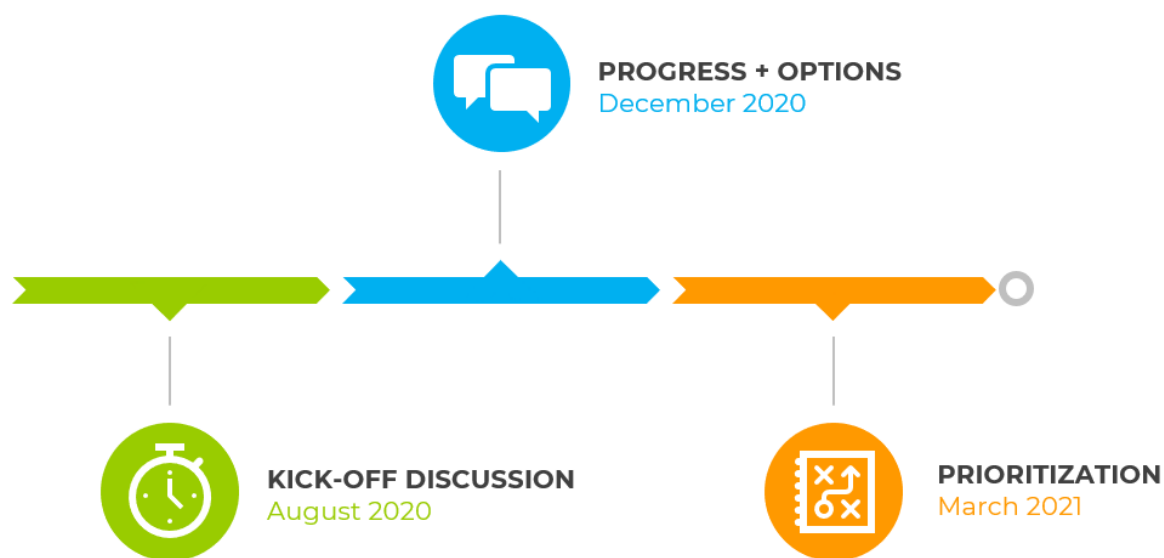 PROGRESS + OPTIONS
December 2020
KICK-OFF DISCUSSION
August 2020
PRIORITIZATION
March 2021